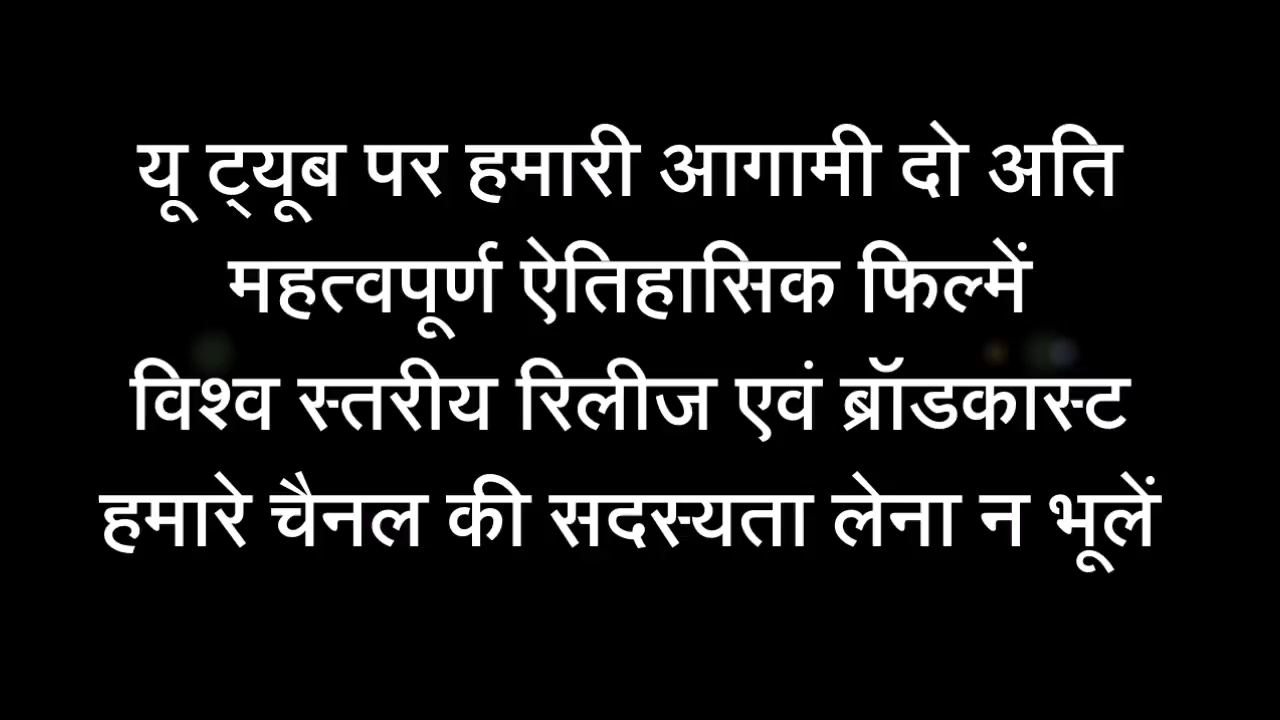 यू ट्यूब पर हमारी आगामी दो अति
महत्वपूर्ण ऐतिहासिक फिल्में
विश्व स्तरीय रिलीज एवं ब्रॉडकास्ट
हमारे चैनल की सदस्यता लेना न भूलें